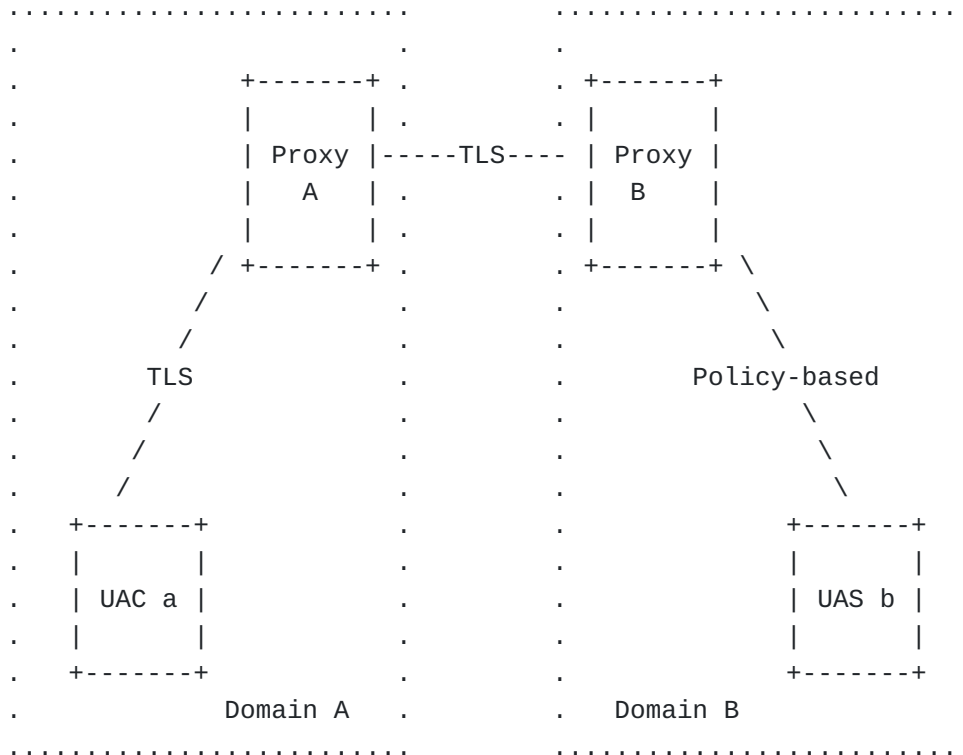 ..........................          ..........................
.                         .         .
.              +-------+ .          . +-------+
.              |       | .          . |       |
.              | Proxy |-----TLS---- | Proxy |
.              |   A   | .          . |  B    |
.              |       | .          . |       |
.            / +-------+ .          . +-------+ \
.           /            .         .            \
.          /             .         .             \
.        TLS             .         .        Policy-based
.        /               .         .               \
.       /                .         .                \
.      /                 .         .                 \
.   +-------+            .         .              +-------+
.   |       |            .         .              |       |
.   | UAC a |            .         .              | UAS b |
.   |       |            .         .              |       |
.   +-------+            .         .              +-------+
.             Domain A   .         .   Domain B
..........................          ..........................